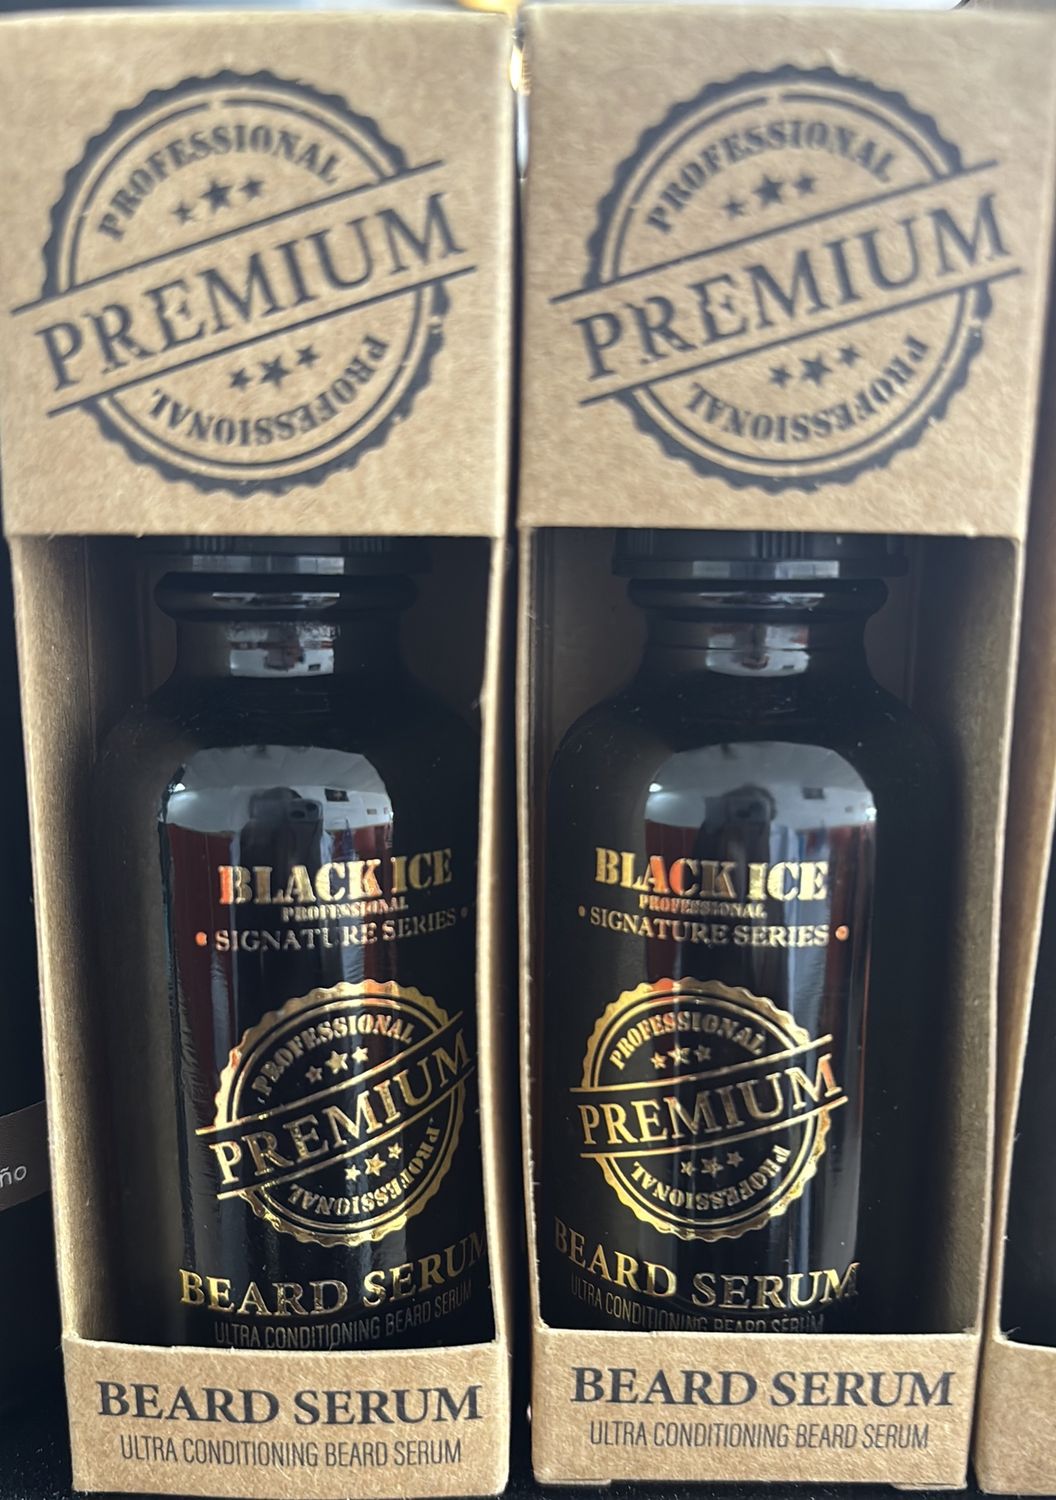 PROFESSIONAL
PREMIUM
PROFESSIONAL
PROFESSIONAL
PREMIUM
PROFESSIONAL
BLACK ICE
PROFESSIONAL
• SIGNATURE SERIES •
PROFESSIONAL
PREMIUM
PROFESSIONAL
BEARD SERUM
ULTRA CONDITIONING BEARD SERUM
BLACK ICE
PROFESSIONAL
• SIGNATURE SERIES •
PROFESSIONAL
PREMIUM
PROFESSIONAL
BEARD SERUM
ULTRA CONDITIONING BEARD SERUM
BEARD SERUM
ULTRA CONDITIONING BEARD SERUM
BEARD SERUM
ULTRA CONDITIONING BEARD SERUM